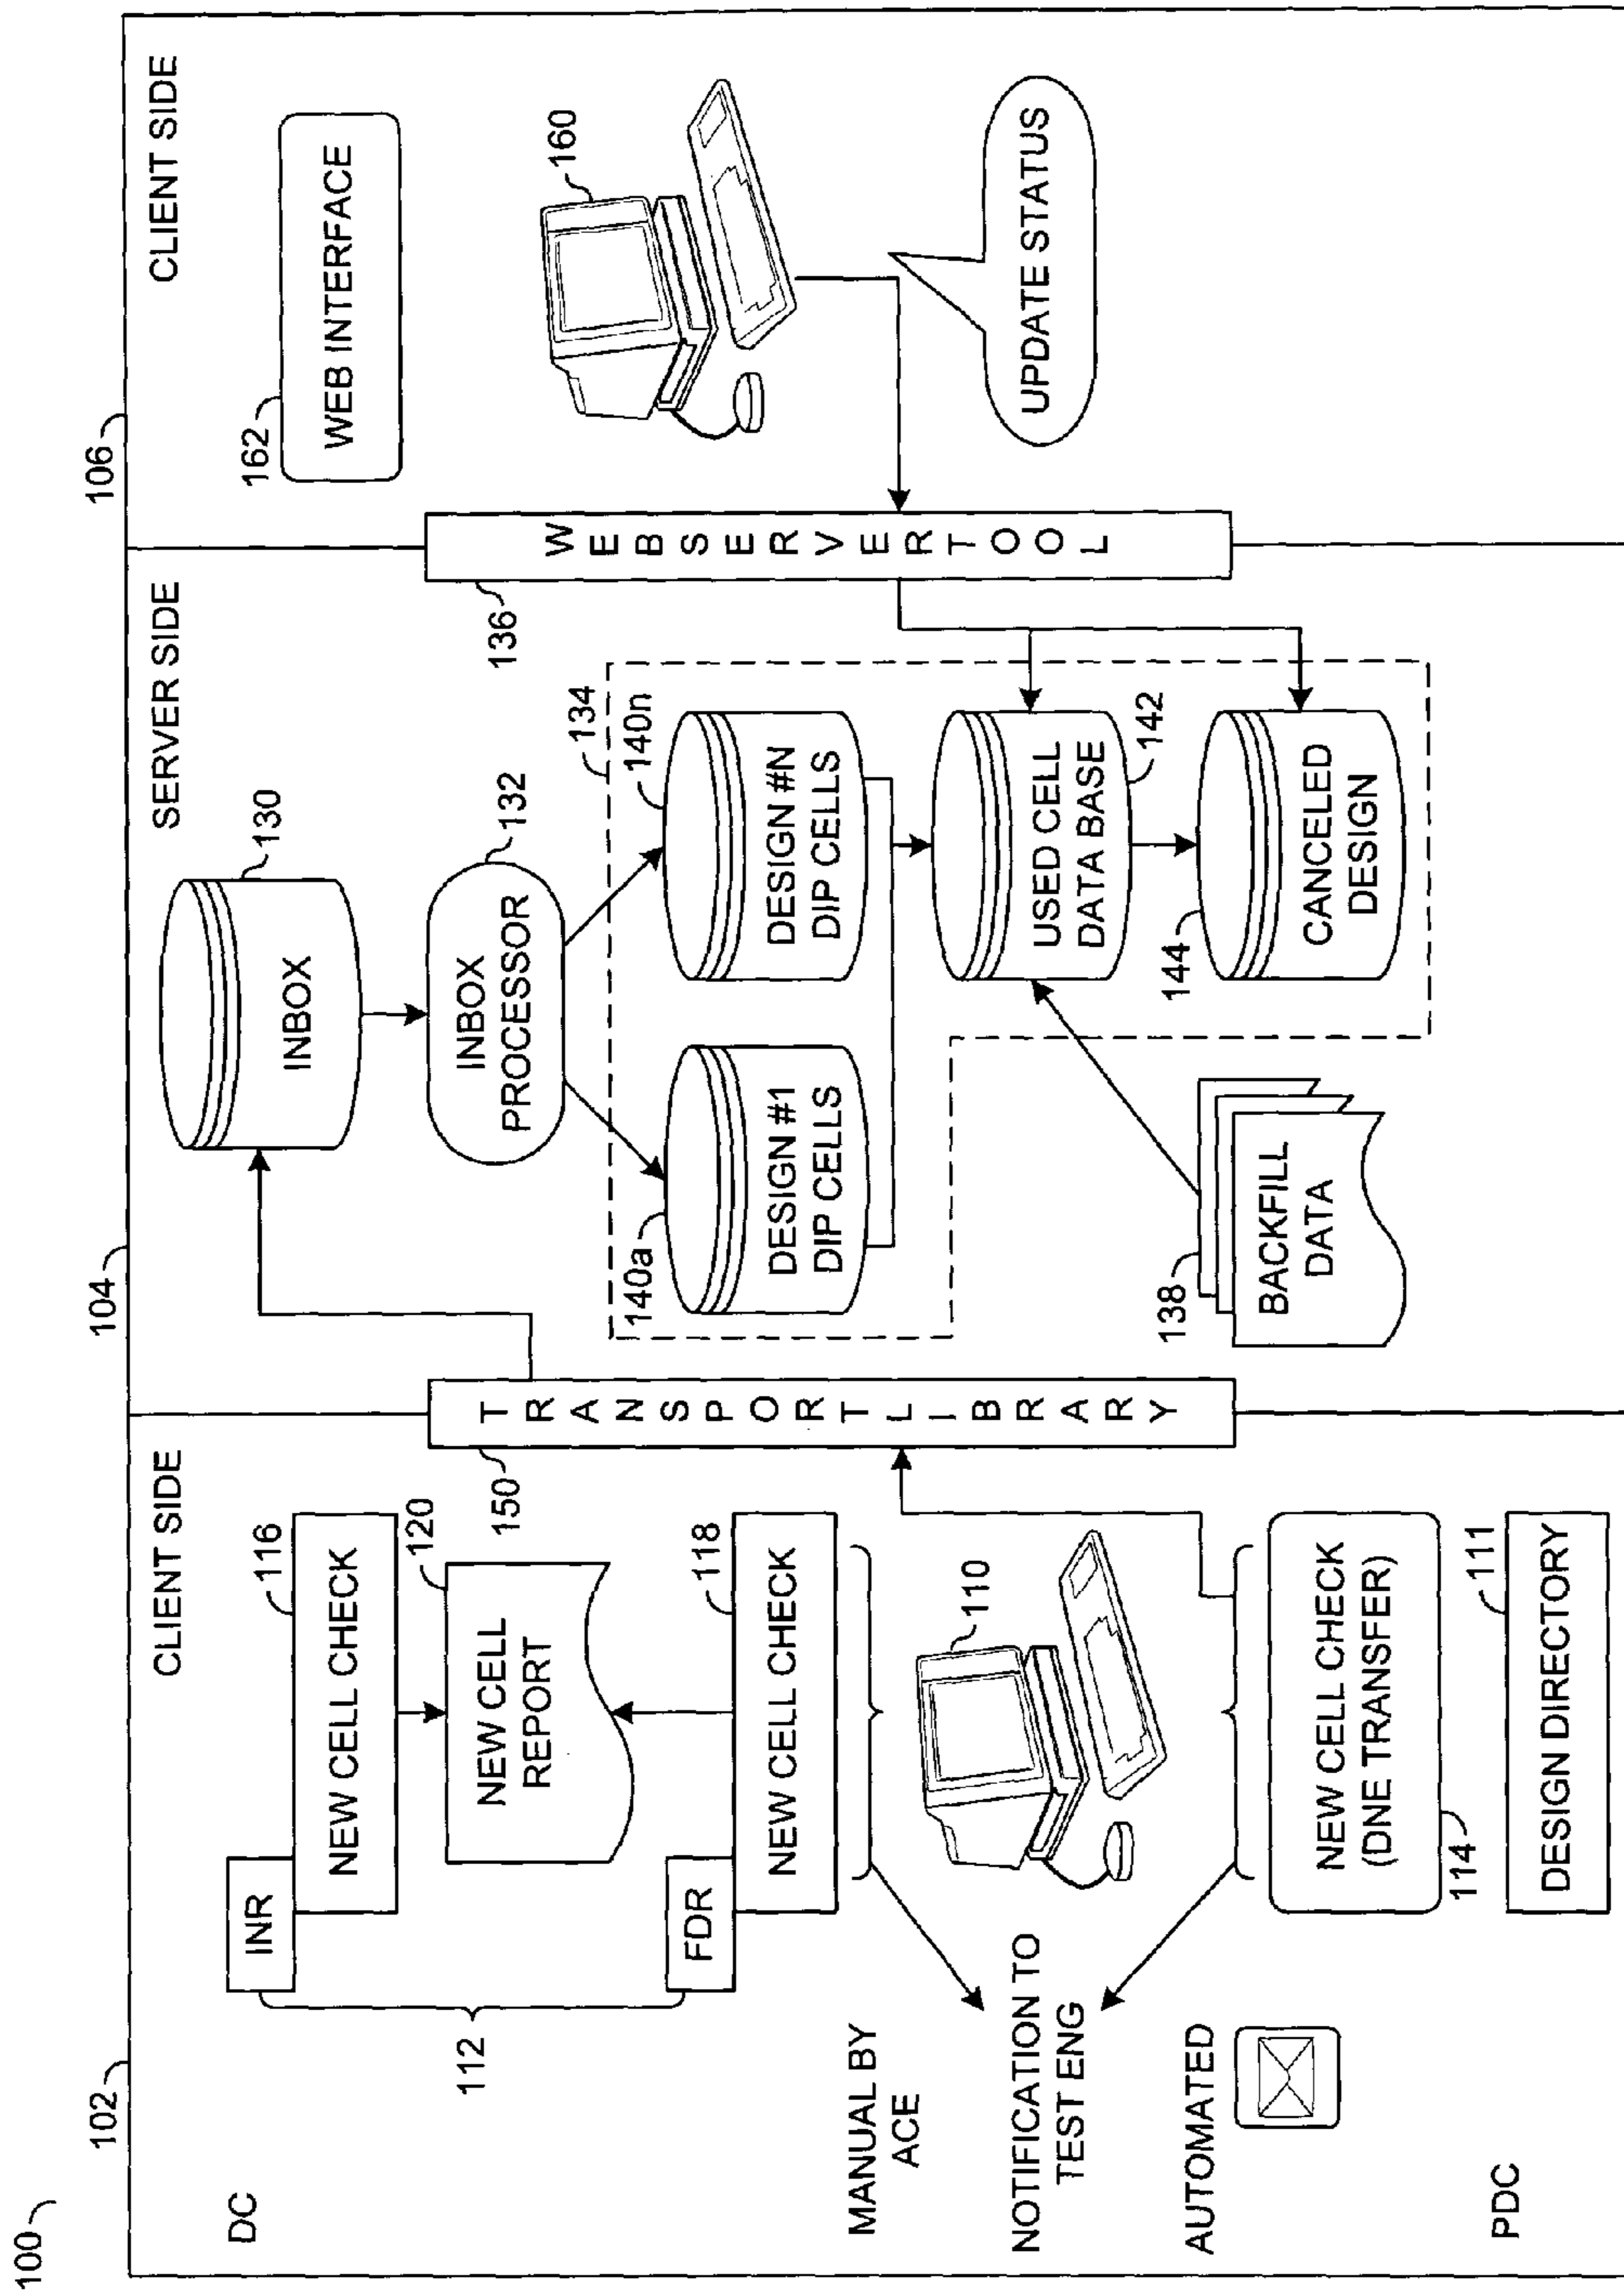 100
102
104
106
CLIENT SIDE
DC
INR
116
NEW CELL CHECK
120
NEW CELL
REPORT
112
FDR
118
NEW CELL CHECK
MANUAL BY
ACE
110
NOTIFICATION TO
TEST ENG
AUTOMATED
NEW CELL CHECK
(DNE TRANSFER)
114
PDC
111
DESIGN DIRECTORY
150
TRANSPORT LIBRARY
SERVER SIDE
130
INBOX
132
INBOX
PROCESSOR
134
140a
DESIGN #1
DIP CELLS
140n
DESIGN #N
DIP CELLS
USED CELL
DATA BASE
142
138
BACKFILL
DATA
144
CANCELED
DESIGN
136
WEBSERVER TOOL
CLIENT SIDE
162
WEB INTERFACE
160
UPDATE STATUS